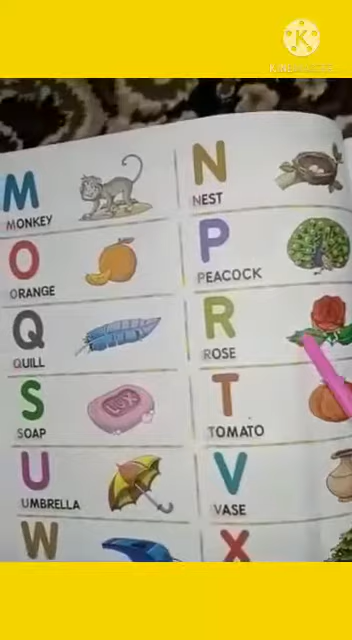 K
M
MONKEY
N
NEST
O
ORANGE
P
PEACOCK
Q
QUILL
R
ROSE
S
SOAP
LUX
T
TOMATO
U
UMBRELLA
V
VASE
W
X